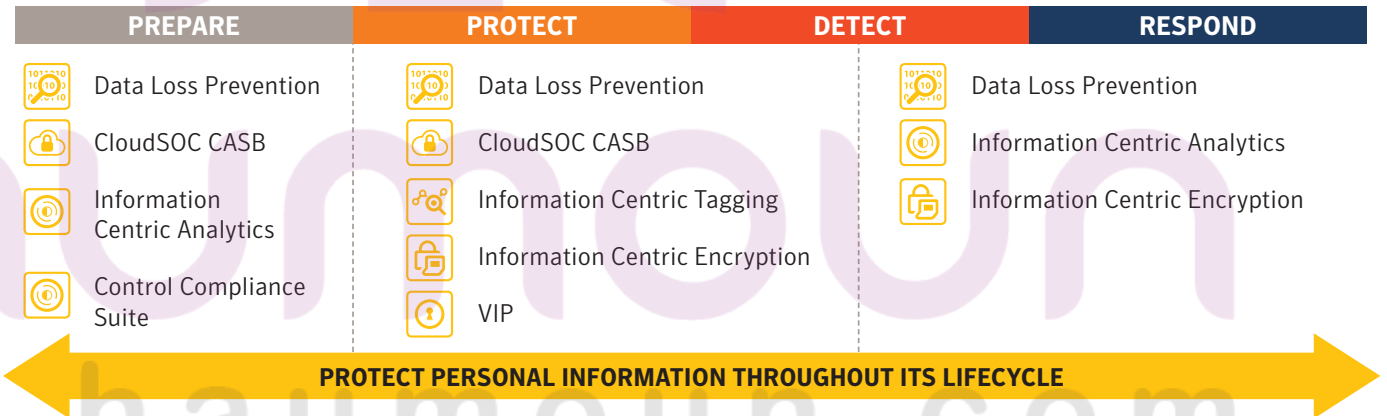 PREPARE PROTECT DETECT RESPOND
Data Loss Prevention
CloudSOC CASB
Information
Centric Analytics
Control Compliance
Suite
Data Loss Prevention
CloudSOC CASB
Information Centric Tagging
Information Centric Encryption
VIP
Data Loss Prevention
Information Centric Analytics
Information Centric Encryption
PROTECT PERSONAL INFORMATION THROUGHOUT ITS LIFECYCLE
haumoun.com